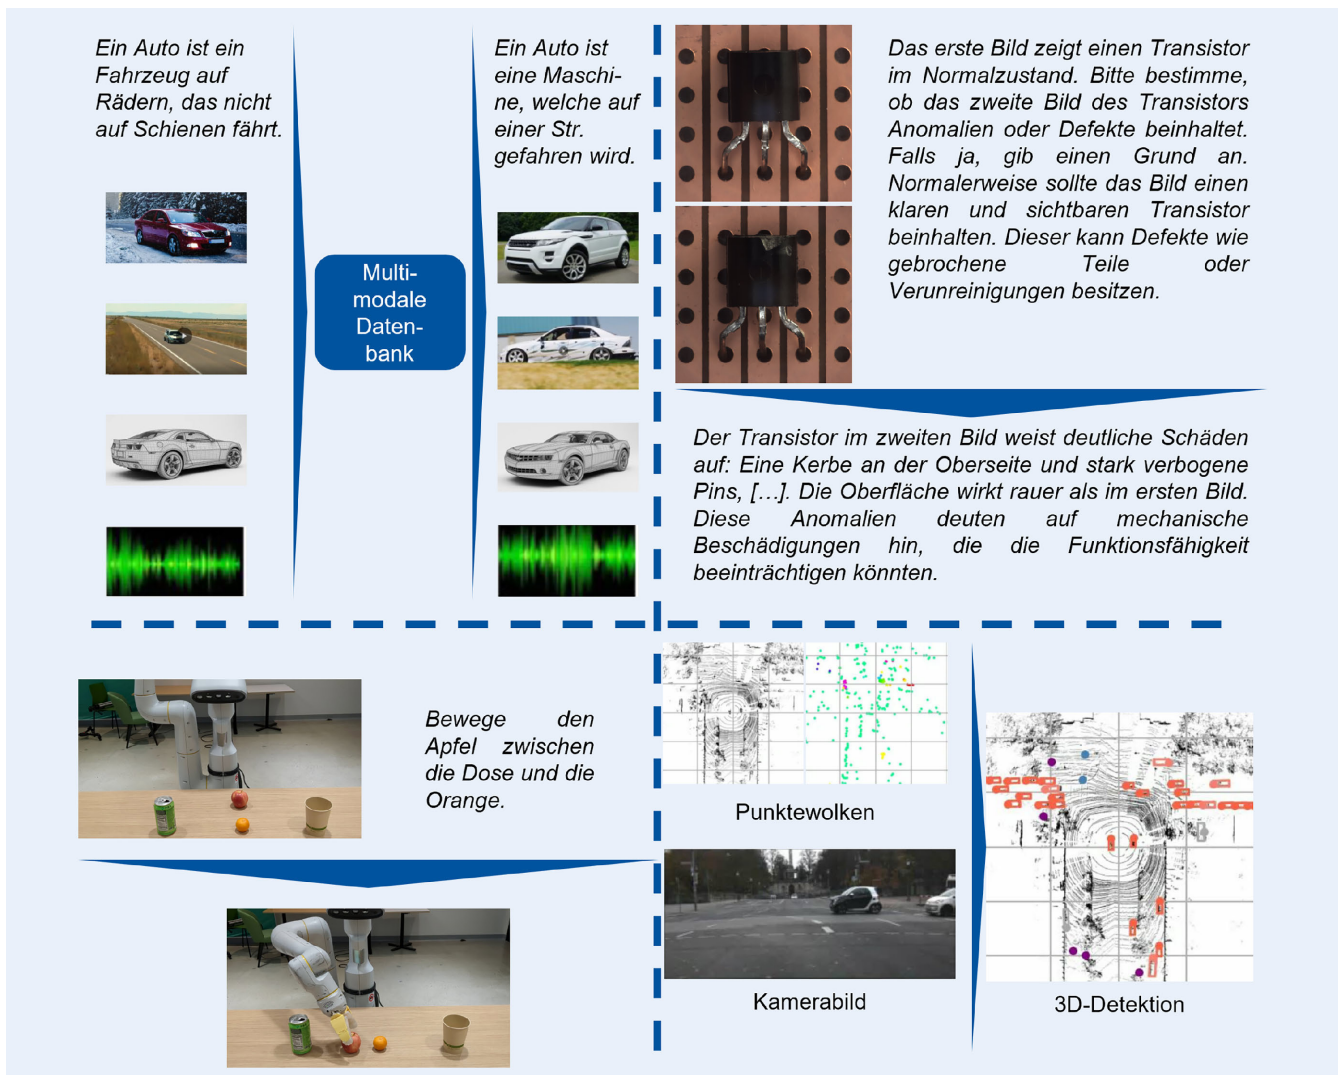 Ein Auto ist ein
Fahrzeug auf
Rädern, das nicht
auf Schienen fährt.
Multi-
modale
Daten-
bank
Ein Auto ist
eine Maschi-
ne, welche auf
einer Str.
gefahren wird.
Das erste Bild zeigt einen Transistor
im Normalzustand. Bitte bestimme,
ob das zweite Bild des Transistors
Anomalien oder Defekte beinhaltet.
Falls ja, gib einen Grund an.
Normalerweise sollte das Bild einen
klaren und sichtbaren Transistor
beinhalten. Dieser kann Defekte wie
gebrochene Teile oder
Verunreinigungen besitzen.
Der Transistor im zweiten Bild weist deutliche Schäden
auf: Eine Kerbe an der Oberseite und stark verbogene
Pins, […]. Die Oberfläche wirkt rauer als im ersten Bild.
Diese Anomalien deuten auf mechanische
Beschädigungen hin, die die Funktionsfähigkeit
beeinträchtigen könnten.
Bewege den
Apfel zwischen
die Dose und die
Orange.
Punktewolken
Kamerabild
3D-Detektion